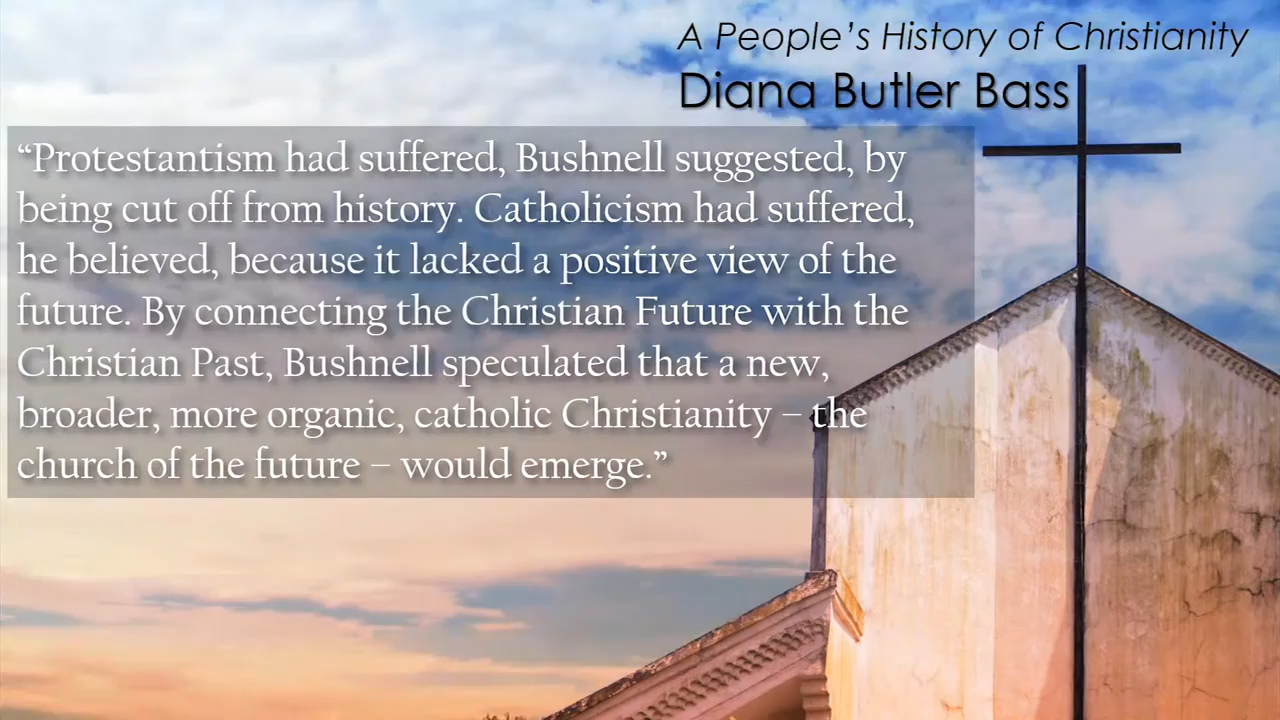 A People’s History of Christianity
Diana Butler Bass
“Protestantism had suffered, Bushnell suggested, by
being cut off from history. Catholicism had suffered,
he believed, because it lacked a positive view of the
future. By connecting the Christian Future with the
Christian Past, Bushnell speculated that a new,
broader, more organic, catholic Christianity – the
church of the future – would emerge.”